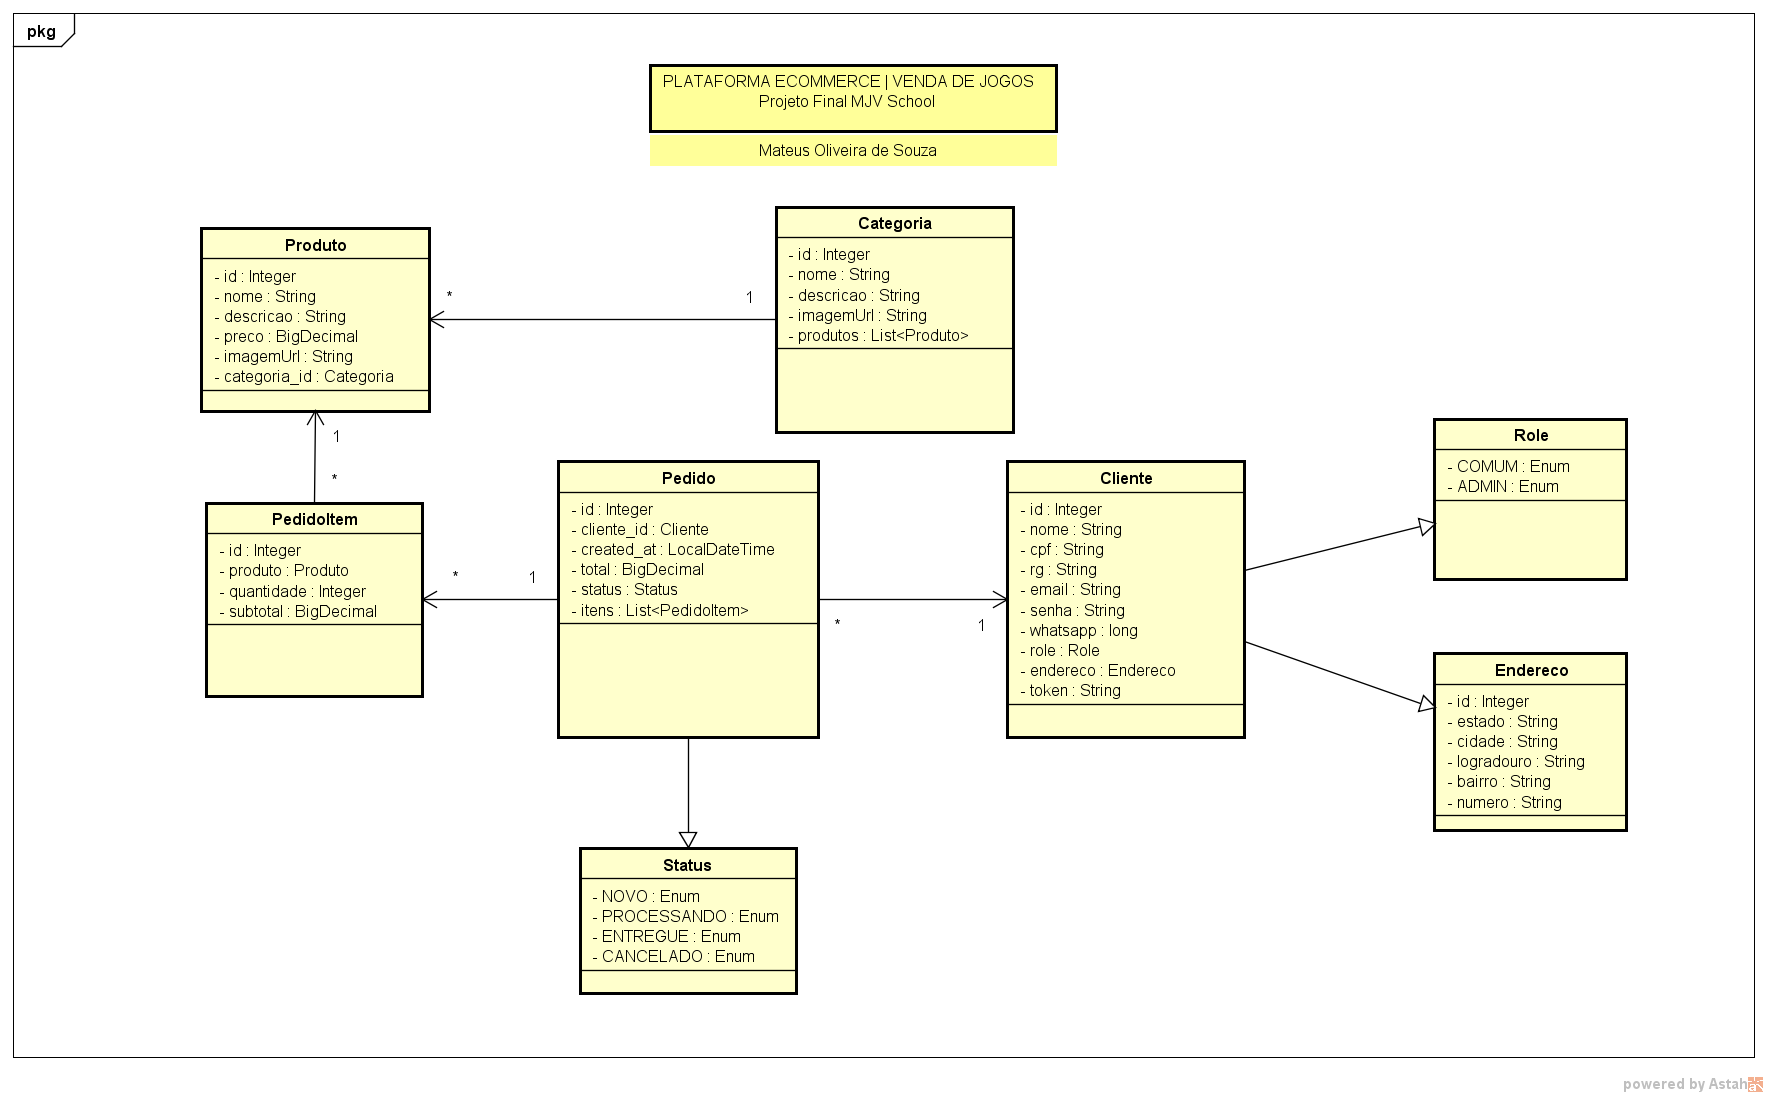 pkg
PLATAFORMA ECOMMERCE | VENDA DE JOGOS
Projeto Final MJV School
Mateus Oliveira de Souza
Produto
- id : Integer
- nome : String
- descricao : String
- preco : BigDecimal
- imagemUrl : String
- categoria_id : Categoria
*
1
Categoria
- id : Integer
- nome : String
- descricao : String
- imagemUrl : String
- produtos : List<Produto>
1
*
PedidoItem
- id : Integer
- produto : Produto
- quantidade : Integer
- subtotal : BigDecimal
*
1
Pedido
- id : Integer
- cliente_id : Cliente
- created_at : LocalDateTime
- total : BigDecimal
- status : Status
- itens : List<PedidoItem>
*
1
Cliente
- id : Integer
- nome : String
- cpf : String
- rg : String
- email : String
- senha : String
- whatsapp : long
- role : Role
- endereco : Endereco
- token : String
Role
- COMUM : Enum
- ADMIN : Enum
Endereco
- id : Integer
- estado : String
- cidade : String
- logradouro : String
- bairro : String
- numero : String
Status
- NOVO : Enum
- PROCESSANDO : Enum
- ENTREGUE : Enum
- CANCELADO : Enum
powered by Astah